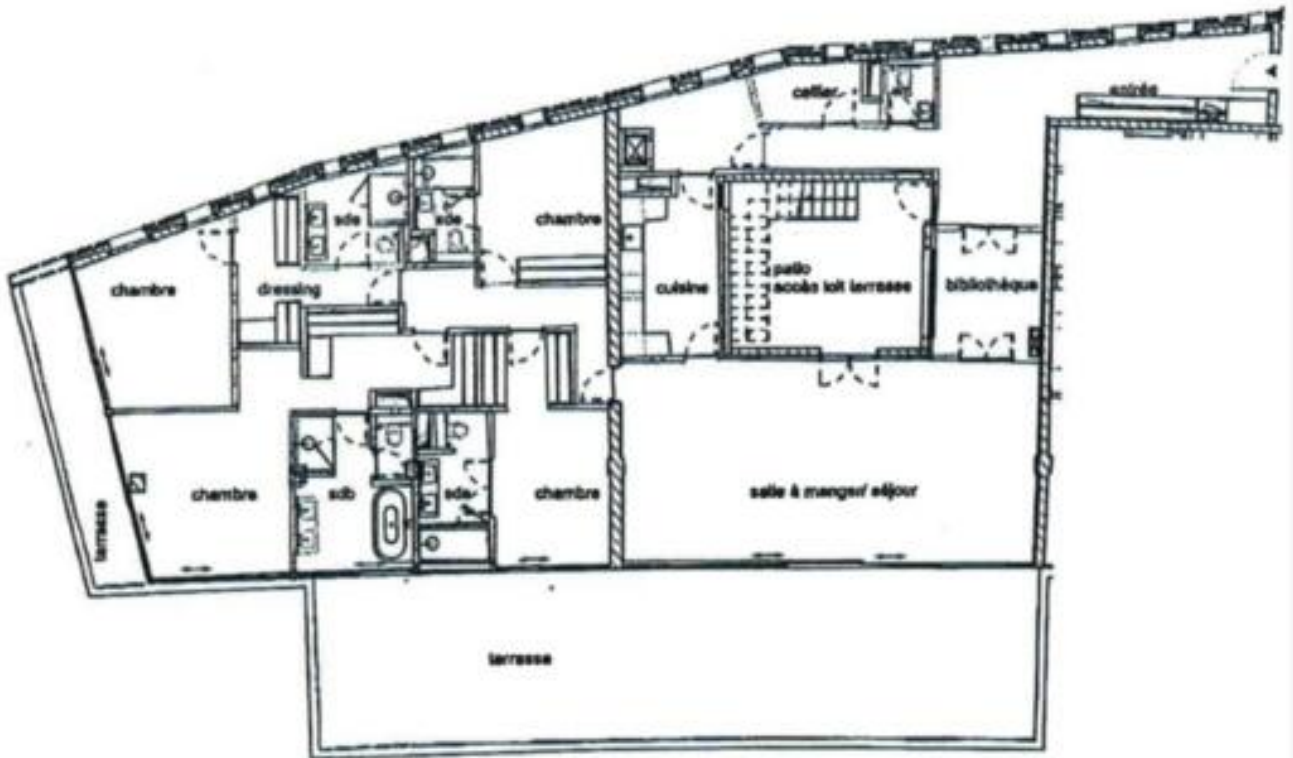 cellier
entrée
sde
sde
chambre
chambre
dressing
cuisine
patio
accès toit terrasse
bibliothèque
chambre
sdb
sde
chambre
salle à manger/ séjour
terrasse
terrasse